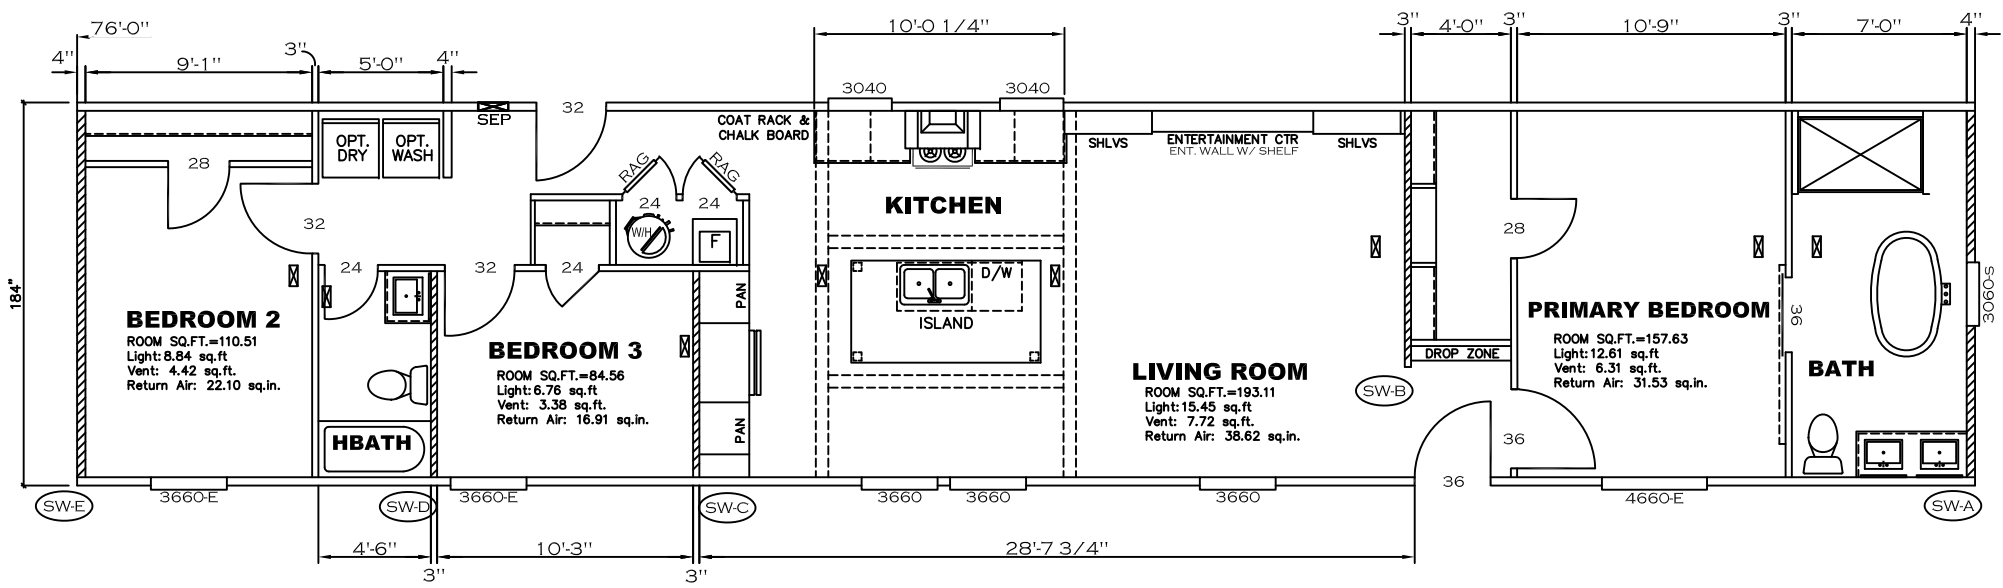 76'-0"
10'-0 1/4"
3" 4'-0" 3" 10'-9" 3" 7'-0" 4"
4" 9'-1" 3" 5'-0" 4"
3040 3040
32
SEP
COAT RACK &
CHALK BOARD
OPT.
DRY
OPT.
WASH
SHLVS
ENTERTAINMENT CTR
ENT. WALL W/ SHELF
SHLVS
28
RAG RAG
24 24
W/H
F
KITCHEN
32
28
24 32 24
184"
D/W
ISLAND
PAN
3060-S
36
BEDROOM 2
ROOM SQ.FT.=110.51
Light: 8.84 sq.ft
Vent: 4.42 sq.ft.
Return Air: 22.10 sq.in.
BEDROOM 3
ROOM SQ.FT.=84.56
Light: 6.76 sq.ft
Vent: 3.38 sq.ft.
Return Air: 16.91 sq.in.
PRIMARY BEDROOM
ROOM SQ.FT.=157.63
Light: 12.61 sq.ft
Vent: 6.31 sq.ft.
Return Air: 31.53 sq.in.
DROP ZONE
LIVING ROOM
ROOM SQ.FT.=193.11
Light: 15.45 sq.ft
Vent: 7.72 sq.ft.
Return Air: 38.62 sq.in.
BATH
SW-B
PAN
HBATH
36
36
3660-E 3660-E 3660 3660 3660 4660-E
SW-E SW-D SW-C SW-A
4'-6" 10'-3" 28'-7 3/4"
3" 3"